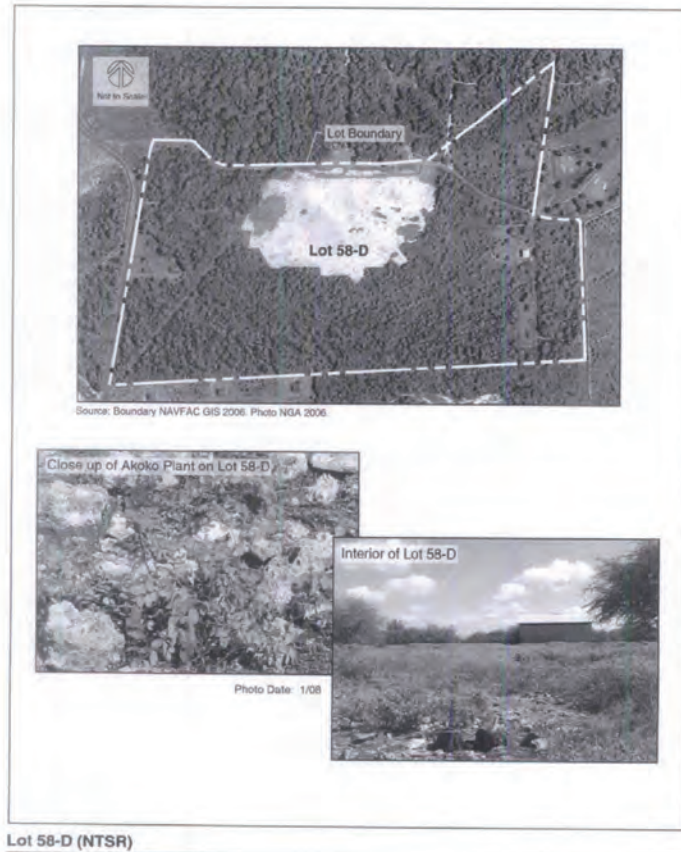 Not to Scale
Lot Boundary
Lot 58-D
Source: Boundary NAVFAC GIS 2006. Photo NGA 2006.
Close up of Akoko Plant on Lot 58-D
Interior of Lot 58-D
Photo Date: 1/08
Lot 58-D (NTSR)